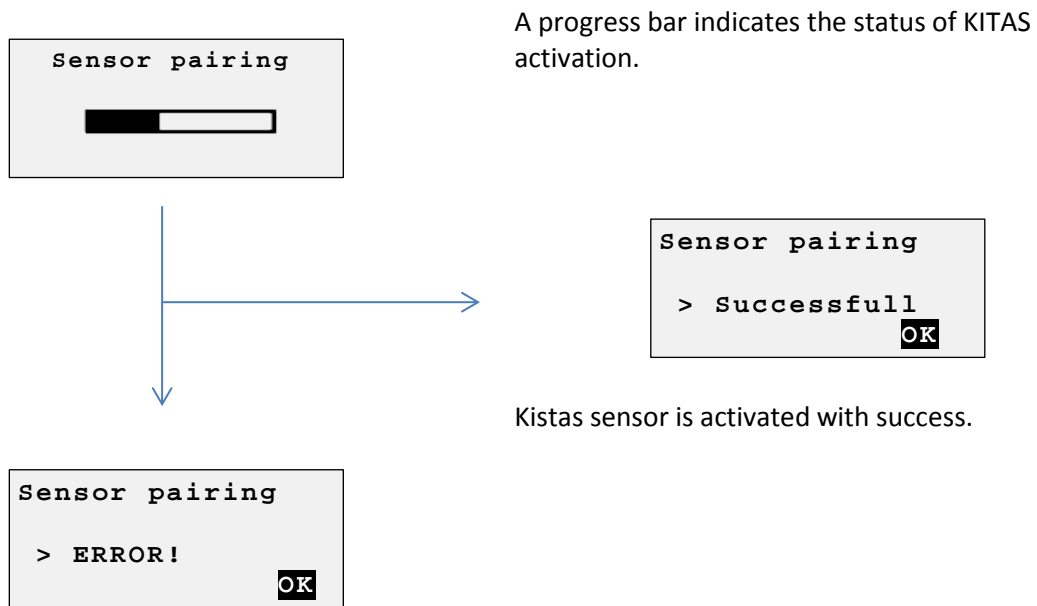 A progress bar indicates the status of KITAS
activation.
Sensor pairing
Sensor pairing
> Successfull
OK
Kistas sensor is activated with success.
Sensor pairing
> ERROR!
OK